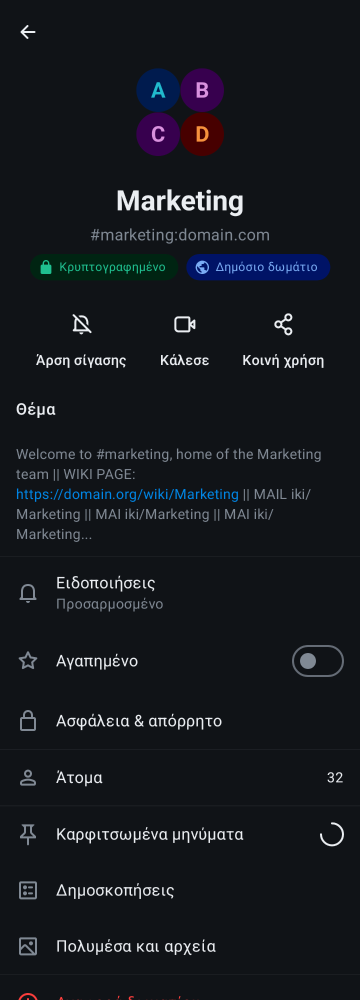 A B
C D
Marketing
#marketing:domain.com
Κρυπτογραφημένο Δημόσιο δωμάτιο
Άρση σίγασης Κάλεσε Κοινή χρήση
Θέμα
Welcome to #marketing, home of the Marketing
team || WIKI PAGE:
https://domain.org/wiki/Marketing || MAIL iki/
Marketing || MAI iki/Marketing || MAI iki/
Marketing...
Ειδοποιήσεις
Προσαρμοσμένο
Αγαπημένο
Ασφάλεια & απόρρητο
Άτομα 32
Καρφιτσωμένα μηνύματα
Δημοσκοπήσεις
Πολυμέσα και αρχεία